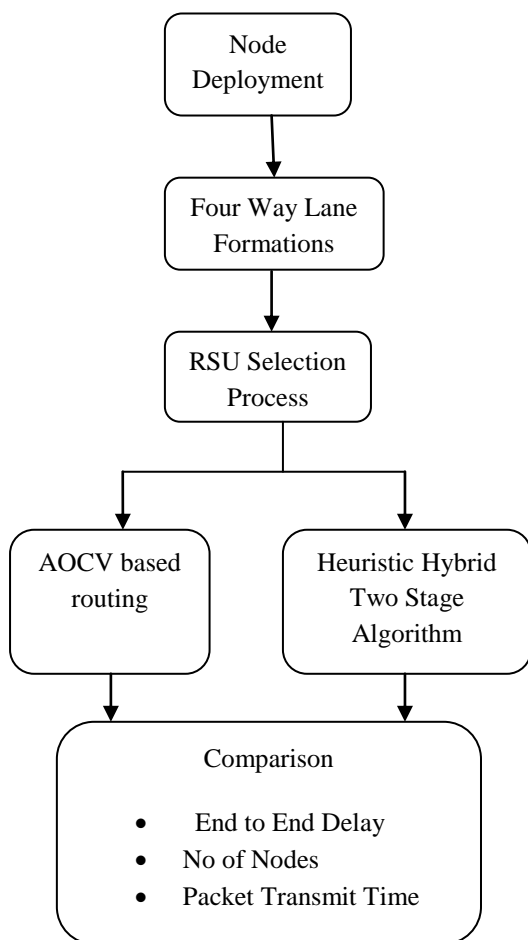 Node
Deployment
Four Way Lane
Formations
RSU Selection
Process
AOCV based
routing
Heuristic Hybrid
Two Stage
Algorithm
Comparison
• End to End Delay
• No of Nodes
• Packet Transmit Time